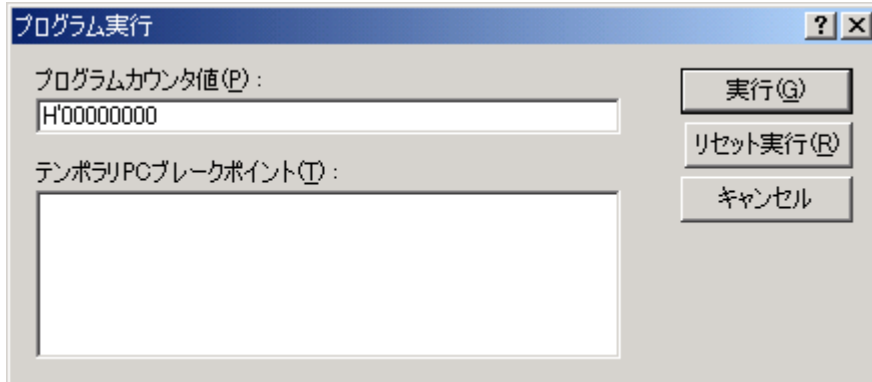 プログラム実行
プログラムカウンタ値(P) :
H'00000000
テンポラリPCブレークポイント(T) :
実行(G)
リセット実行(R)
キャンセル